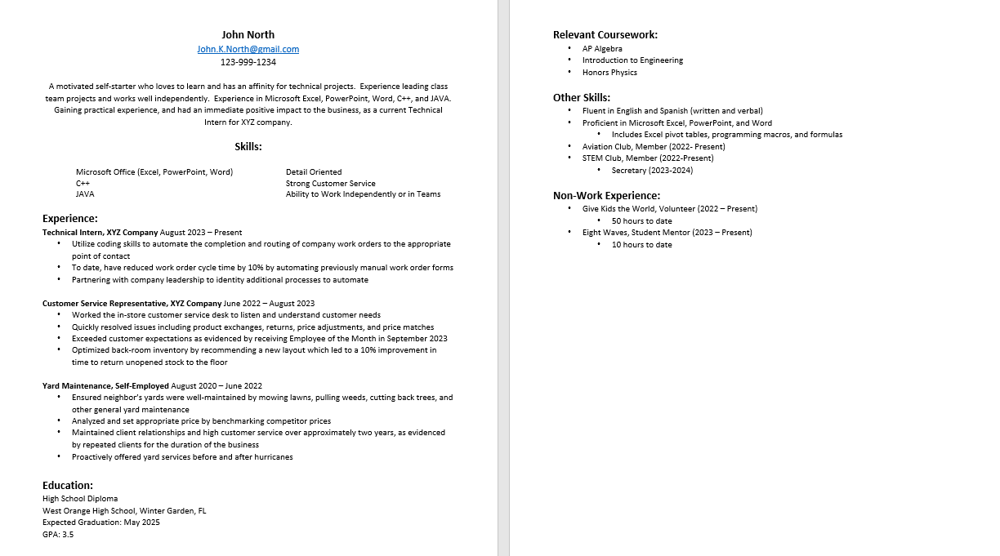 John North
John.K.North@gmail.com
123-999-1234
A motivated self-starter who loves to learn and has an affinity for technical projects.  Experience leading class
team projects and works well independently.  Experience in Microsoft Excel, PowerPoint, Word, C++, and JAVA.
Gaining practical experience, and had an immediate positive impact to the business, as a current Technical
Intern for XYZ company.
Skills:
Microsoft Office (Excel, PowerPoint, Word)
C++
JAVA
Detail Oriented
Strong Customer Service
Ability to Work Independently or in Teams
Experience:
Technical Intern, XYZ Company August 2023 – Present
• Utilize coding skills to automate the completion and routing of company work orders to the appropriate
point of contact
• To date, have reduced work order cycle time by 10% by automating previously manual work order forms
• Partnering with company leadership to identity additional processes to automate
Customer Service Representative, XYZ Company June 2022 – August 2023
• Worked the in-store customer service desk to listen and understand customer needs
• Quickly resolved issues including product exchanges, returns, price adjustments, and price matches
• Exceeded customer expectations as evidenced by receiving Employee of the Month in September 2023
• Optimized back-room inventory by recommending a new layout which led to a 10% improvement in
time to return unopened stock to the floor
Yard Maintenance, Self-Employed August 2020 – June 2022
• Ensured neighbor's yards were well-maintained by mowing lawns, pulling weeds, cutting back trees, and
other general yard maintenance
• Analyzed and set appropriate price by benchmarking competitor prices
• Maintained client relationships and high customer service over approximately two years, as evidenced
by repeated clients for the duration of the business
• Proactively offered yard services before and after hurricanes
Education:
High School Diploma
West Orange High School, Winter Garden, FL
Expected Graduation: May 2025
GPA: 3.5
Relevant Coursework:
• AP Algebra
• Introduction to Engineering
• Honors Physics
Other Skills:
• Fluent in English and Spanish (written and verbal)
• Proficient in Microsoft Excel, PowerPoint, and Word
• Includes Excel pivot tables, programming macros, and formulas
• Aviation Club, Member (2022- Present)
• STEM Club, Member (2022-Present)
• Secretary (2023-2024)
Non-Work Experience:
• Give Kids the World, Volunteer (2022 – Present)
• 50 hours to date
• Eight Waves, Student Mentor (2023 – Present)
• 10 hours to date